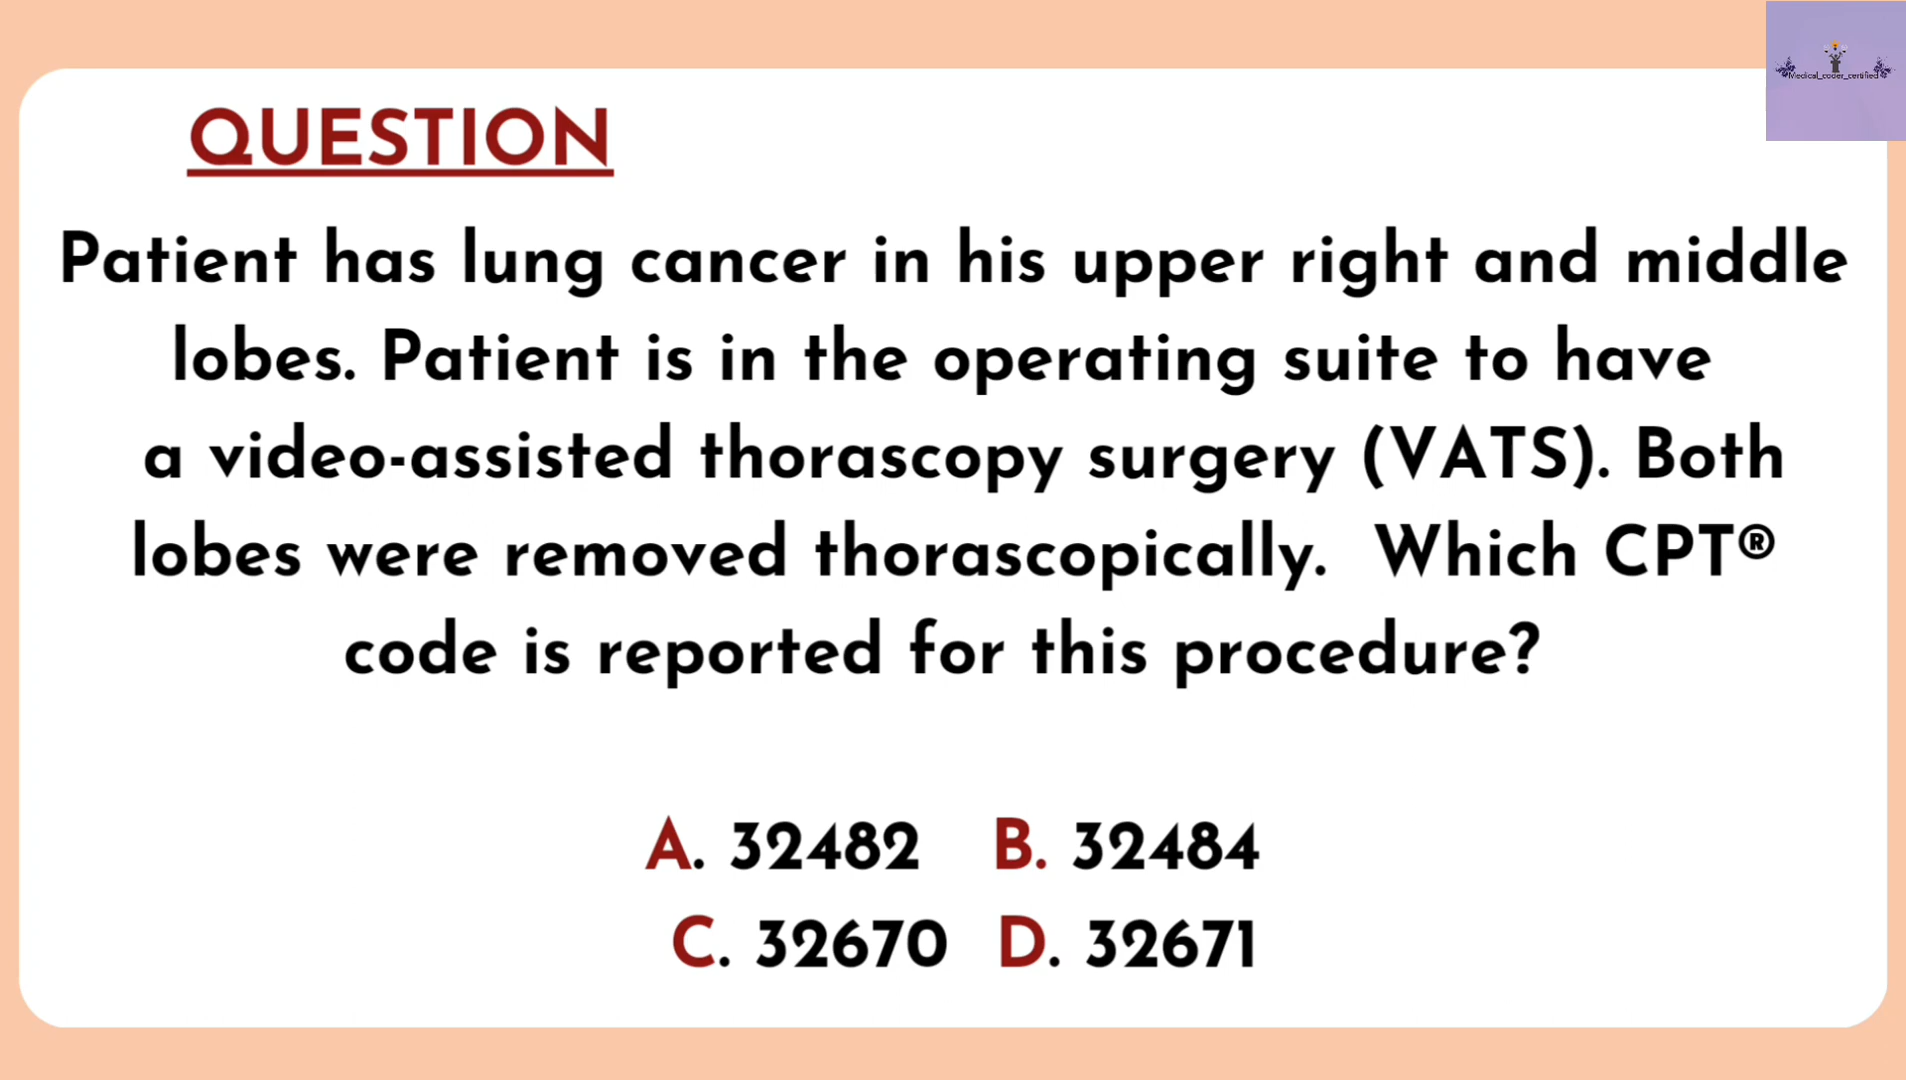 Medical_coder_certified
QUESTION
Patient has lung cancer in his upper right and middle
lobes. Patient is in the operating suite to have
a video-assisted thorascopy surgery (VATS). Both
lobes were removed thorascopically. Which CPT®
code is reported for this procedure?
A. 32482 B. 32484
C. 32670 D. 32671